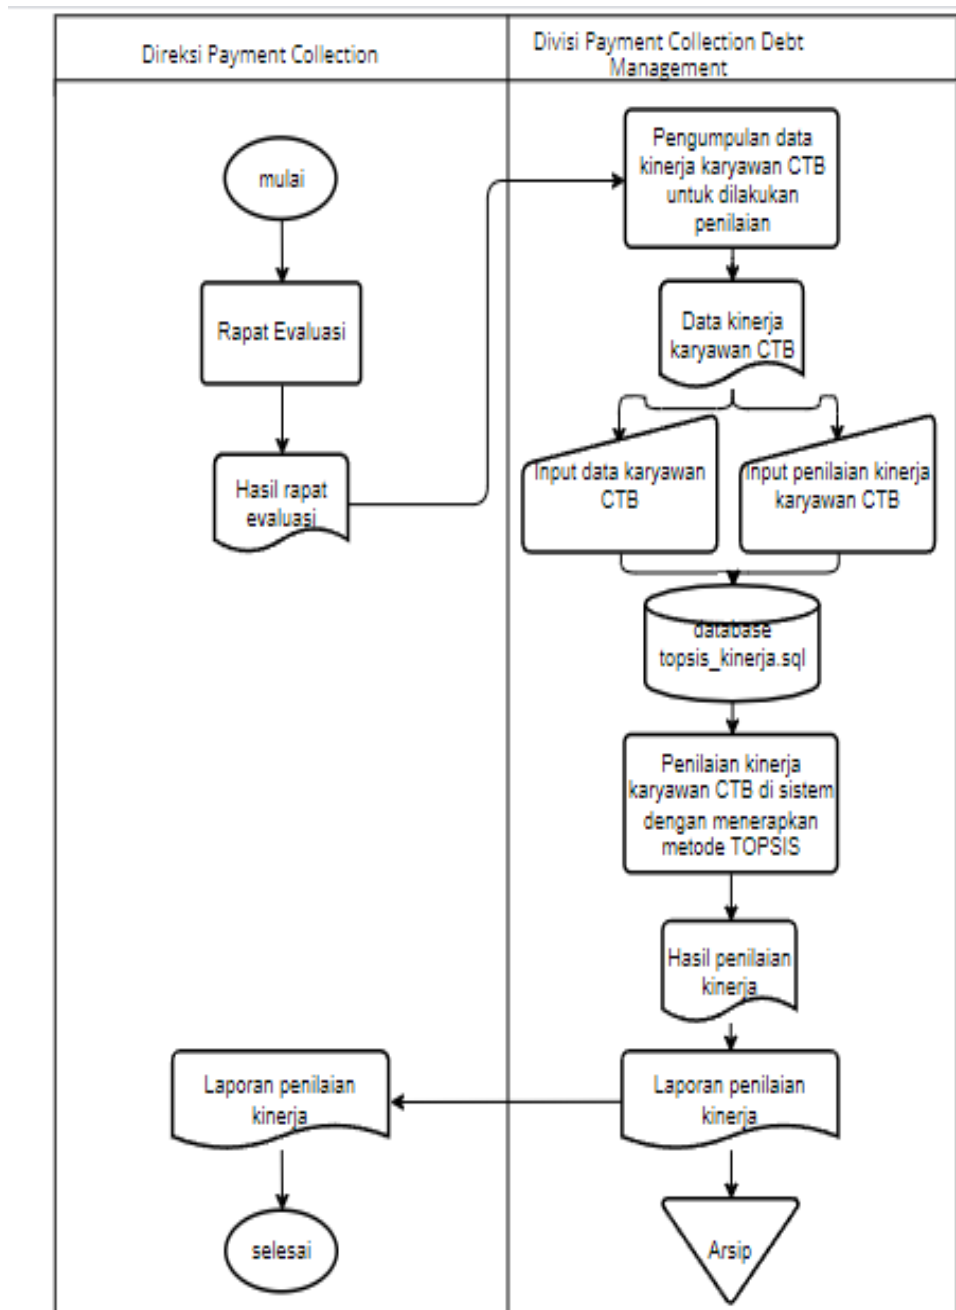 Direksi Payment Collection
Divisi Payment Collection Debt
Management
mulai
Rapat Evaluasi
Hasil rapat
evaluasi
Pengumpulan data
kinerja karyawan CTB
untuk dilakukan
penilaian
Data kinerja
karyawan CTB
Input data karyawan
CTB
Input penilaian kinerja
karyawan CTB
database
topsis_kinerja.sql
Penilaian kinerja
karyawan CTB di sistem
dengan menerapkan
metode TOPSIS
Hasil penilaian
kinerja
Laporan penilaian
kinerja
Laporan penilaian
kinerja
selesai
Arsip